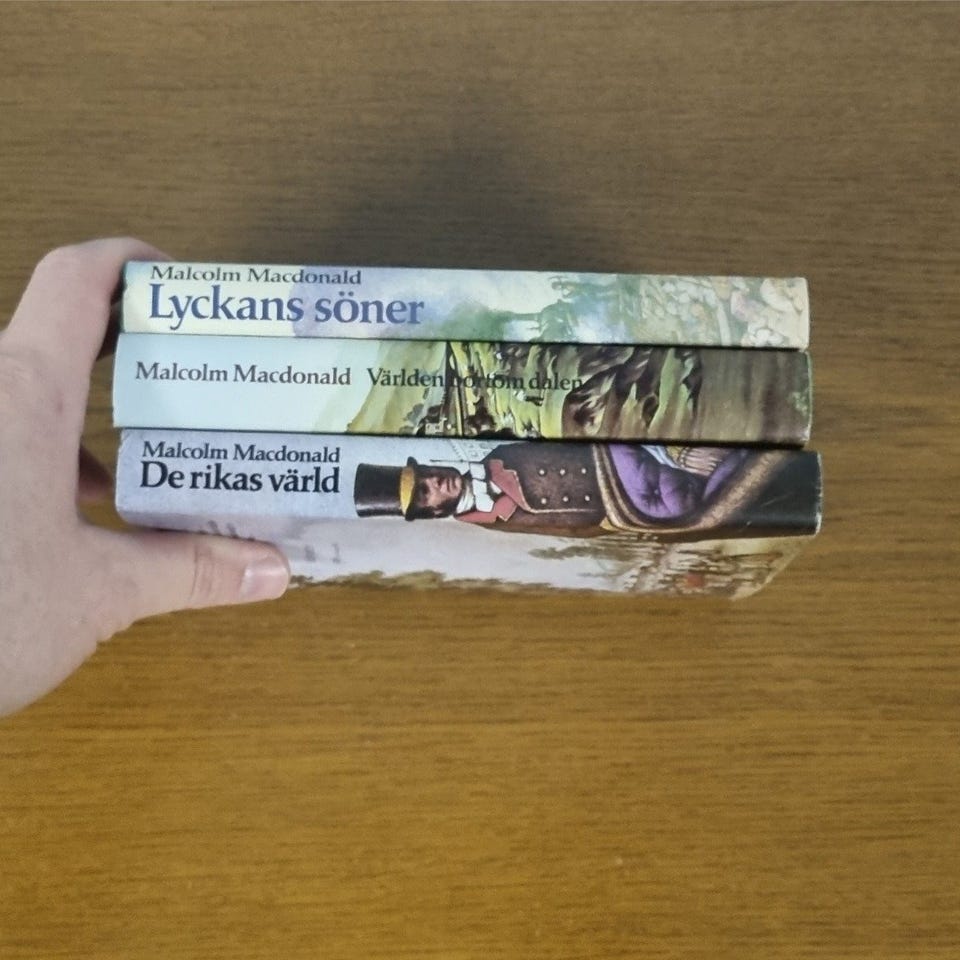 Malcolm Macdonald
Lyckans söner
Malcolm Macdonald Världen bortom dalen
Malcolm Macdonald
De rikas värld